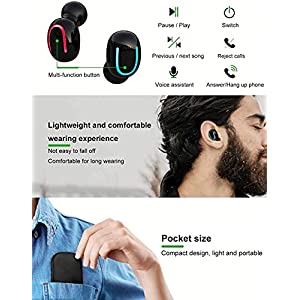 Pause / Play
Switch
Previous / next song
Reject calls
Multi-function button
Voice assistant
Answer/Hang up phone
Lightweight and comfortable
wearing experience
Not easy to fall off
Comfortable for long wearing
Pocket size
Compact design, light and portable